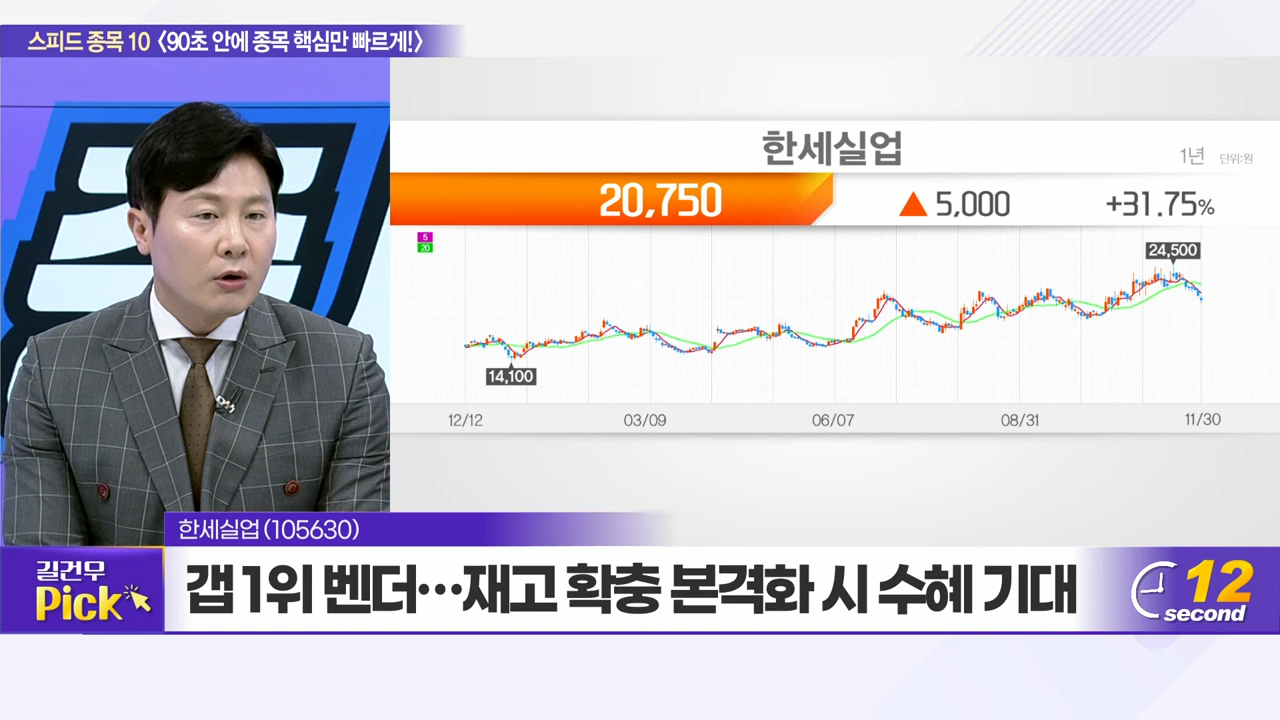 스피드 종목 10 <90초 안에 종목 핵심만 빠르게!>
한세실업
1년 단위:원
20,750 ▲ 5,000 +31.75%
5
20
24,500
14,100
12/12 03/09 06/07 08/31 11/30
한세실업 (105630)
길건무
Pick
갭 1위 벤더…재고 확충 본격화 시 수혜 기대
12
second